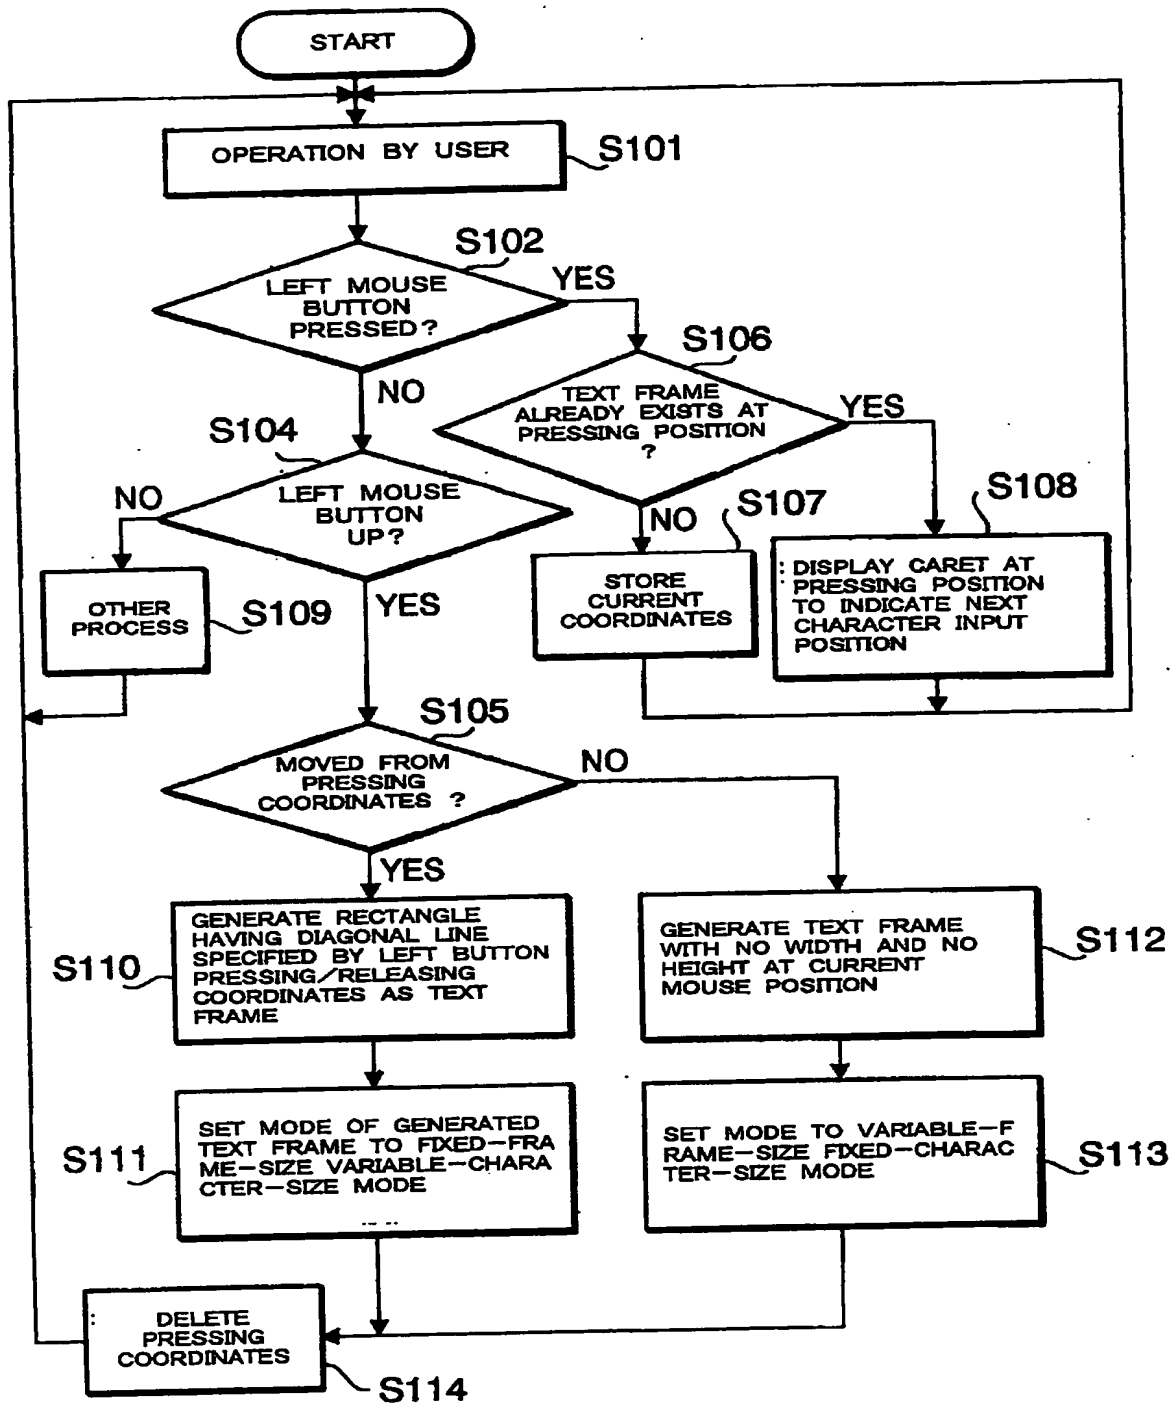 START
OPERATION BY USER
S101
S102
LEFT MOUSE
BUTTON
PRESSED?
YES
NO
S106
TEXT FRAME
ALREADY EXISTS AT
PRESSING POSITION
?
YES
NO
S104
LEFT MOUSE
BUTTON
UP?
NO
YES
S107
STORE
CURRENT
COORDINATES
S108
DISPLAY CARET AT
PRESSING POSITION
TO INDICATE NEXT
CHARACTER INPUT
POSITION
OTHER
PROCESS
S109
S105
MOVED FROM
PRESSING
COORDINATES ?
NO
YES
GENERATE RECTANGLE
HAVING DIAGONAL LINE
SPECIFIED BY LEFT BUTTON
PRESSING/RELEASING
COORDINATES AS TEXT
FRAME
S110
GENERATE TEXT FRAME
WITH NO WIDTH AND NO
HEIGHT AT CURRENT
MOUSE POSITION
S112
SET MODE OF GENERATED
TEXT FRAME TO FIXED-FRA
ME-SIZE VARIABLE-CHARA
CTER-SIZE MODE
S111
SET MODE TO VARIABLE-F
RAME-SIZE FIXED-CHARAC
TER-SIZE MODE
S113
DELETE
PRESSING
COORDINATES
S114